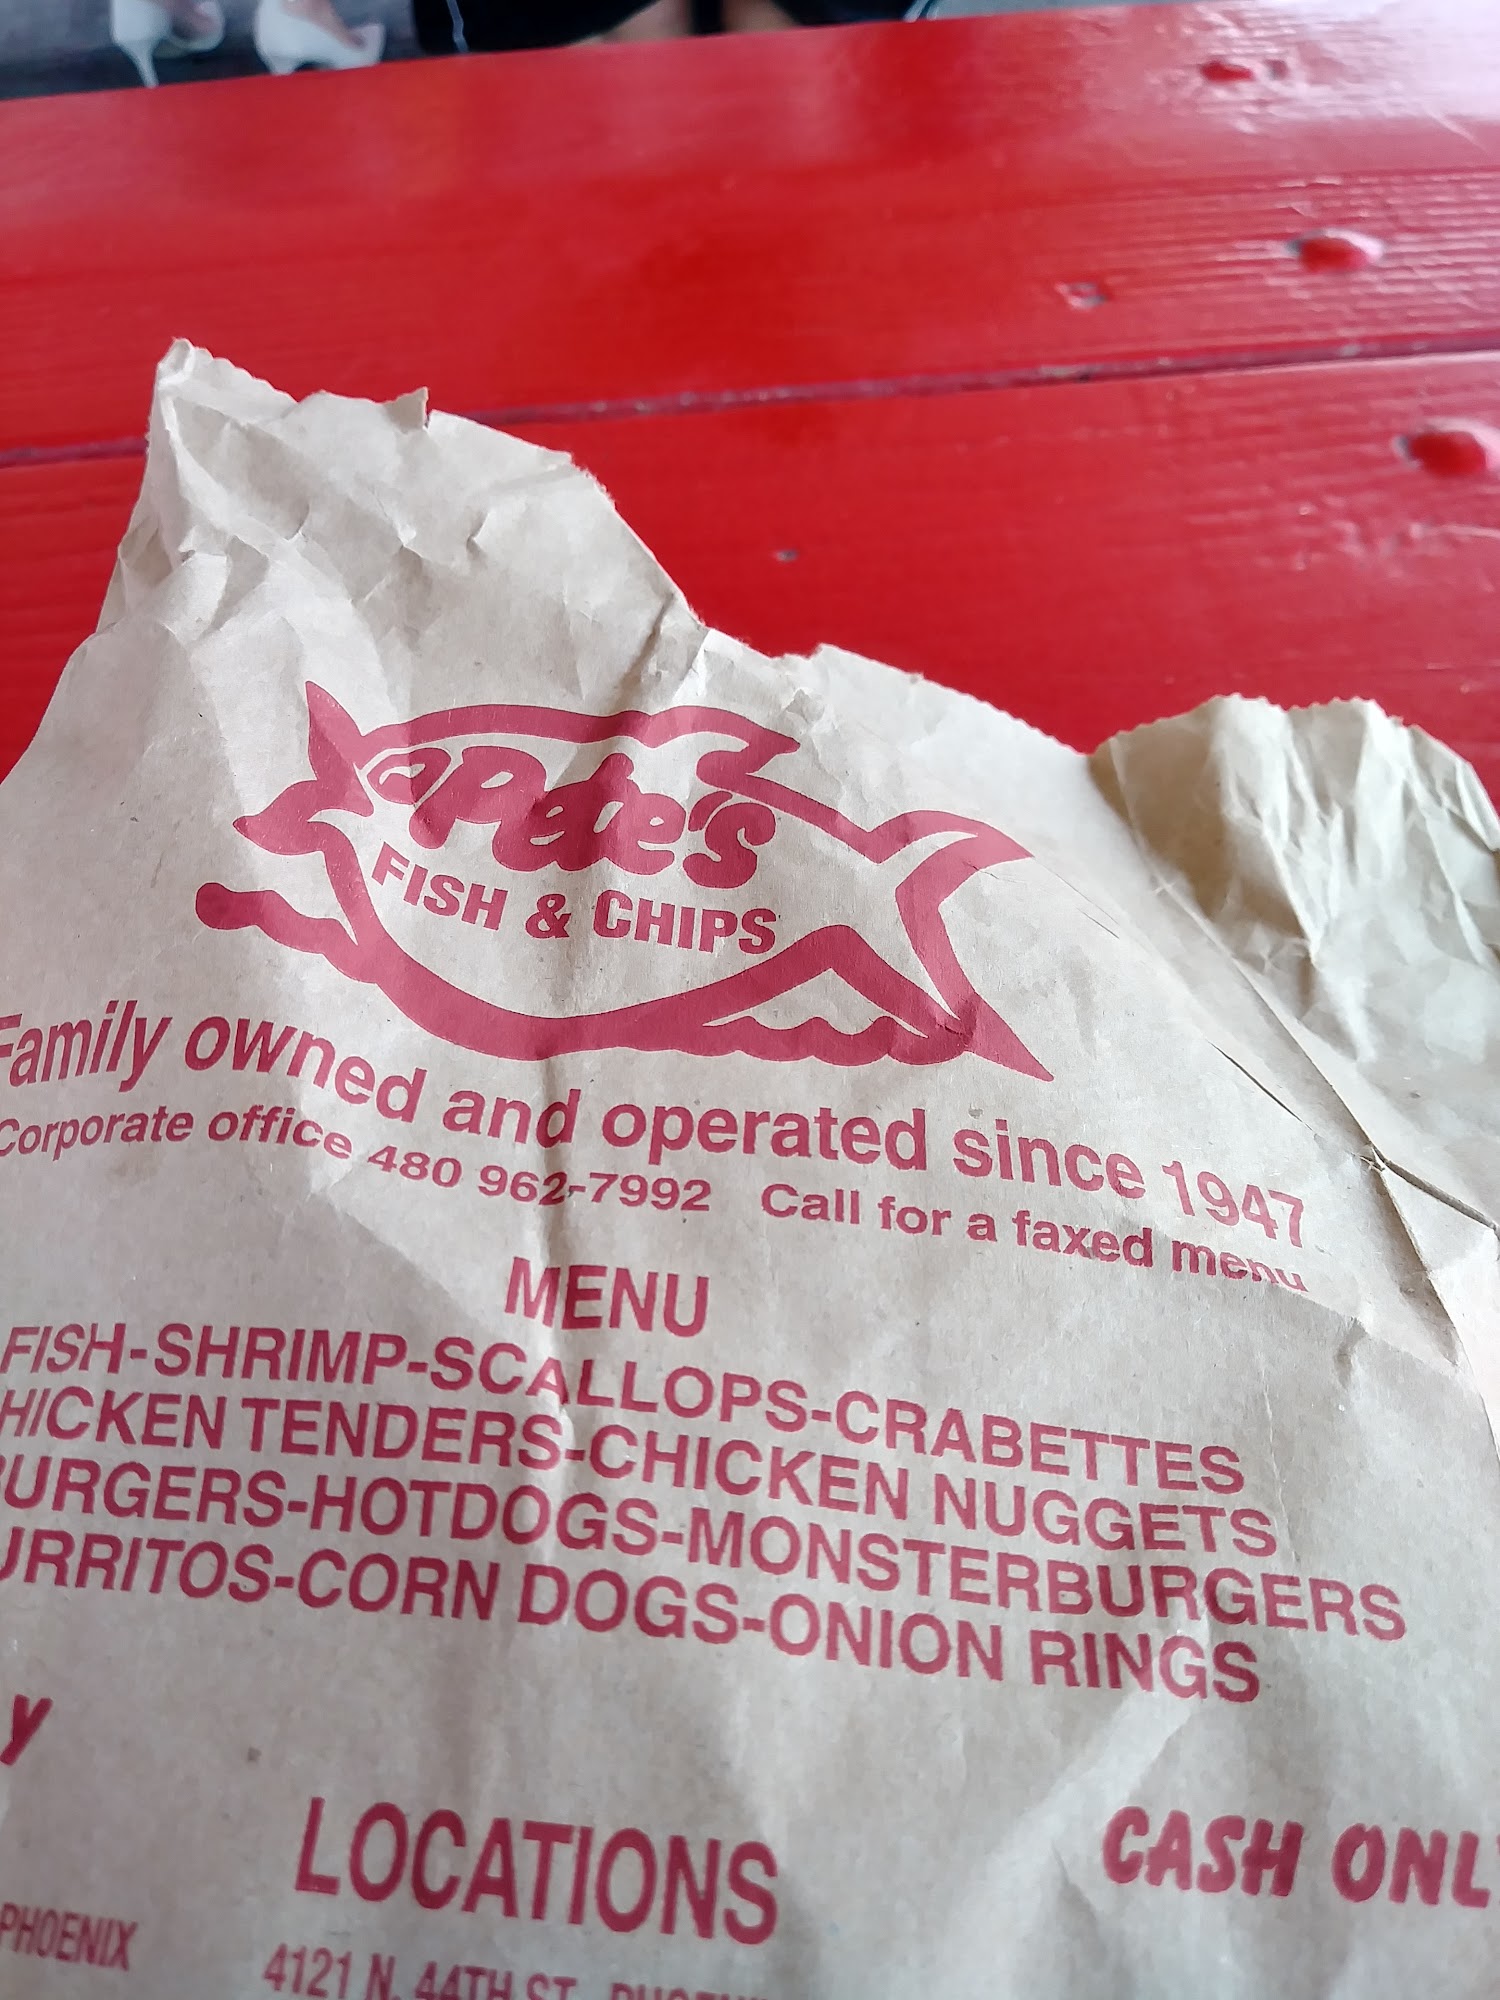 Pete's
FISH & CHIPS
Family owned and operated since 1947
Corporate office 480 962-7992 Call for a faxed menu
MENU
FISH-SHRIMP-SCALLOPS-CRABETTES
HICKEN TENDERS-CHICKEN NUGGETS
URGERS-HOTDOGS-MONSTERBURGERS
URRITOS-CORN DOGS-ONION RINGS
y
CASH ONL
LOCATIONS
PHOENIX
4121 N. 44TH ST.